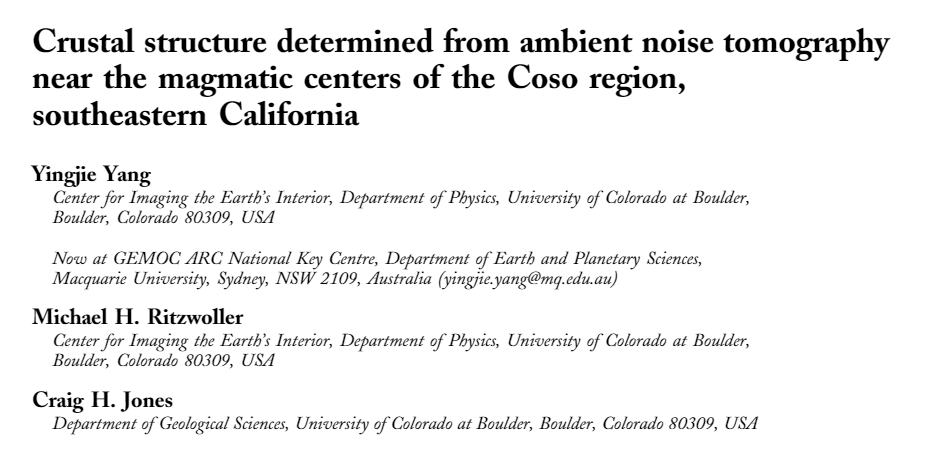 Crustal structure determined from ambient noise tomography
near the magmatic centers of the Coso region,
southeastern California
Yingjie Yang
Center for Imaging the Earth's Interior, Department of Physics, University of Colorado at Boulder,
Boulder, Colorado 80309, USA
Now at GEMOC ARC National Key Centre, Department of Earth and Planetary Sciences,
Macquarie University, Sydney, NSW 2109, Australia (yingjie.yang@mq.edu.au)
Michael H. Ritzwoller
Center for Imaging the Earth's Interior, Department of Physics, University of Colorado at Boulder,
Boulder, Colorado 80309, USA
Craig H. Jones
Department of Geological Sciences, University of Colorado at Boulder, Boulder, Colorado 80309, USA